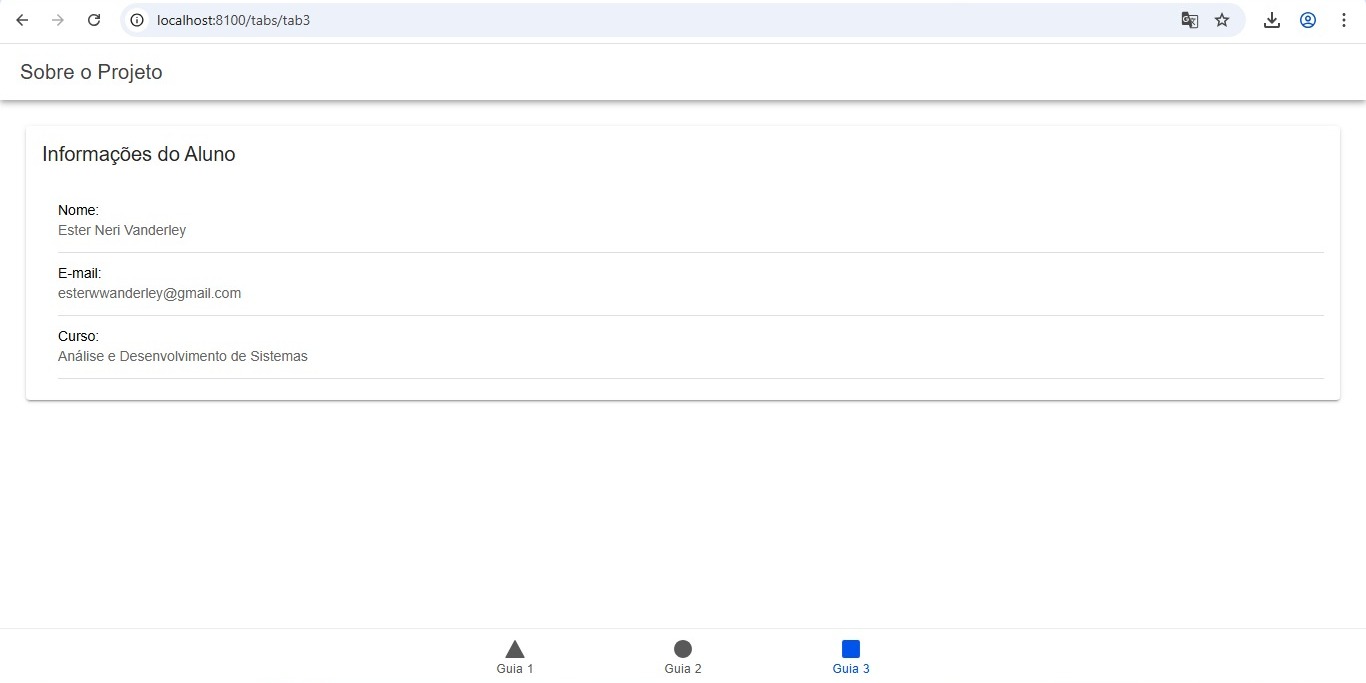 localhost:8100/tabs/tab3
Sobre o Projeto
Informações do Aluno
Nome:
Ester Neri Vanderley
E-mail:
esterwwanderley@gmail.com
Curso:
Análise e Desenvolvimento de Sistemas
Guia 1
Guia 2
Guia 3